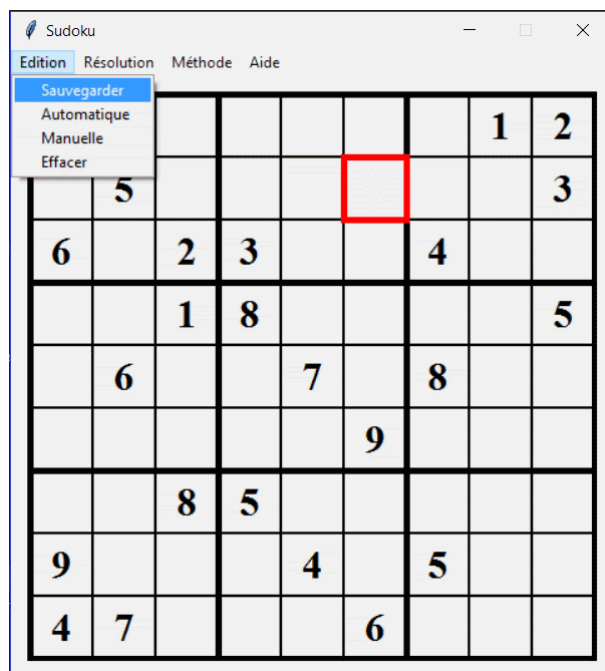 Sudoku
Edition Résolution Méthode Aide
Sauvegarder
Automatique
Manuelle
Effacer
1 2
5 3
6 2 3 4
1 8 5
6 7 8
9
8 5
9 4 5
4 7 6